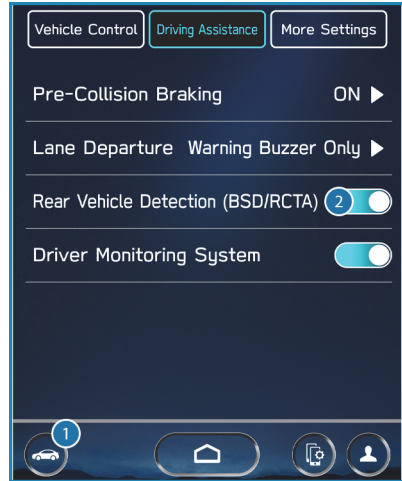 Vehicle Control Driving Assistance More Settings
Pre-Collision Braking ON
Lane Departure Warning Buzzer Only
Rear Vehicle Detection (BSD/RCTA) 2
Driver Monitoring System
1